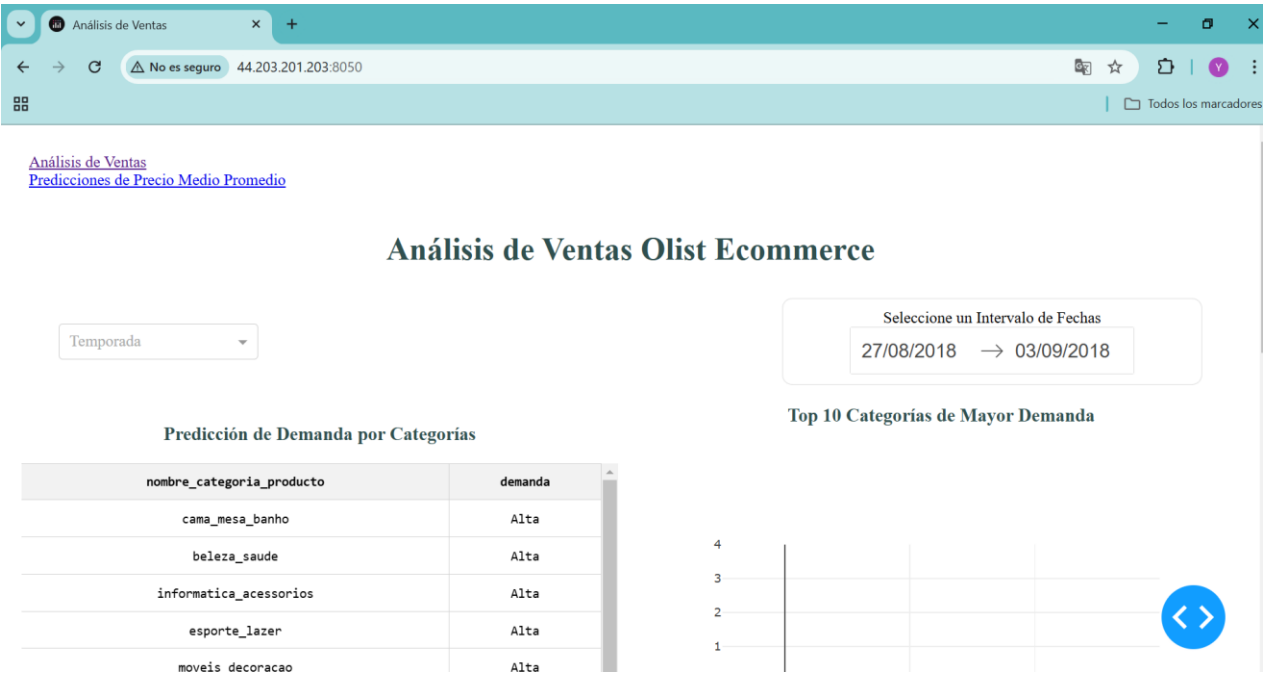 Análisis de Ventas
No es seguro 44.203.201.203:8050
Y
Todos los marcadores
Análisis de Ventas
Predicciones de Precio Medio Promedio
Análisis de Ventas Olist Ecommerce
Temporada
Seleccione un Intervalo de Fechas
27/08/2018 → 03/09/2018
Predicción de Demanda por Categorías
nombre_categoria_producto demanda
cama_mesa_banho Alta
beleza_saude Alta
informatica_acessorios Alta
esporte_lazer Alta
moveis_decoracao Alta
Top 10 Categorías de Mayor Demanda
4
3
2
1